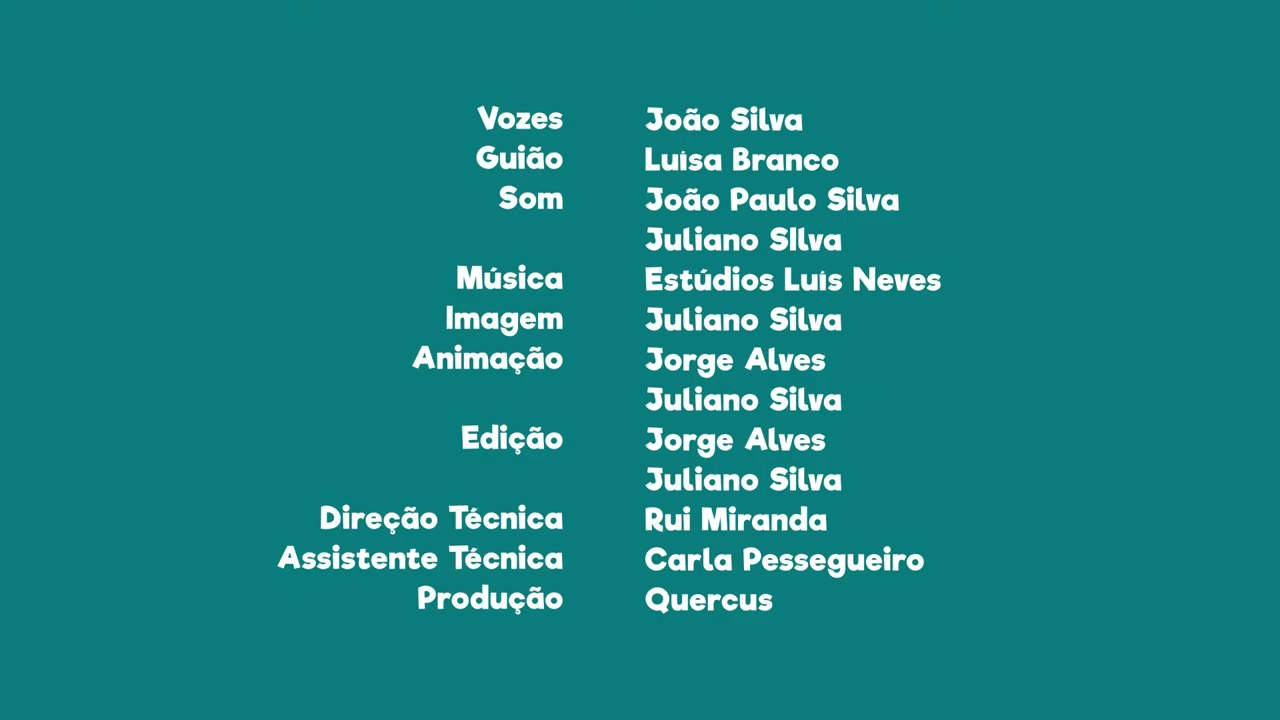 Vozes João Silva
Guião Luísa Branco
Som João Paulo Silva
Juliano SIlva
Música Estúdios Luís Neves
Imagem Juliano Silva
Animação Jorge Alves
Juliano Silva
Edição Jorge Alves
Juliano Silva
Direção Técnica Rui Miranda
Assistente Técnica Carla Pessegueiro
Produção Quercus